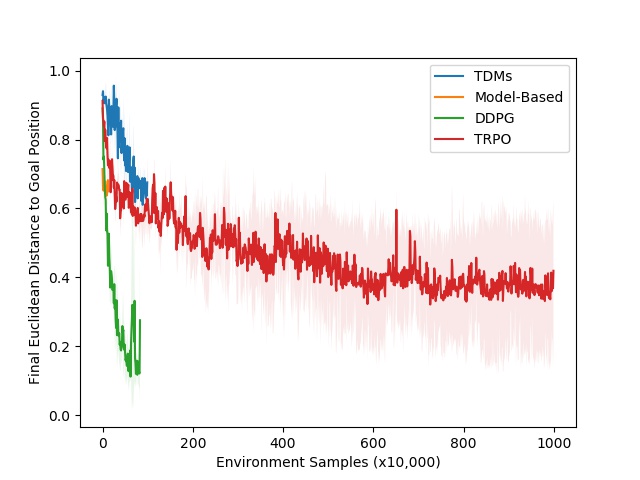 1.0
0.8
0.6
0.4
0.2
0.0
Final Euclidean Distance to Goal Position
TDMs
Model-Based
DDPG
TRPO
0 200 400 600 800 1000
Environment Samples (x10,000)